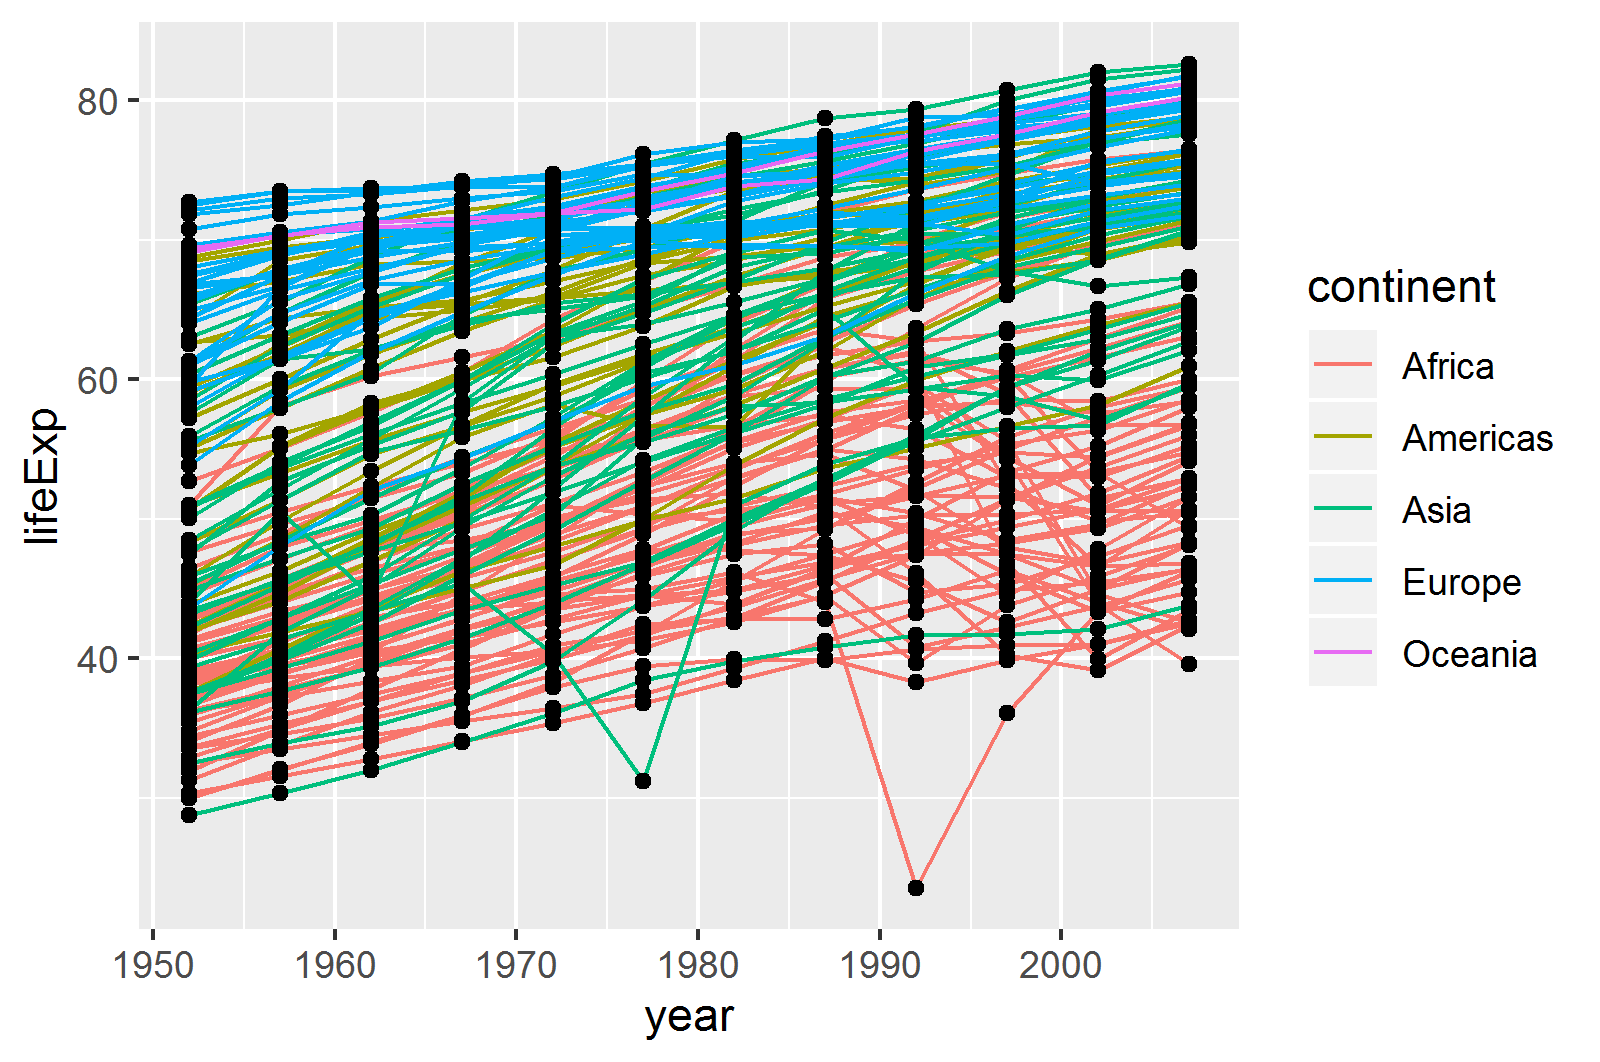 80
60
40
lifeExp
1950 1960 1970 1980 1990 2000
year
continent
Africa
Americas
Asia
Europe
Oceania